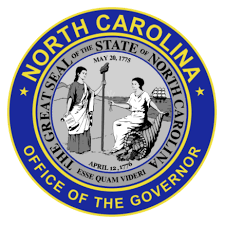 NORTH CAROLINA
THE GREAT SEAL OF THE STATE OF NORTH CAROLINA
MAY 20, 1775
APRIL 12, 1776
ESSE QUAM VIDERI
OFFICE OF THE GOVERNOR